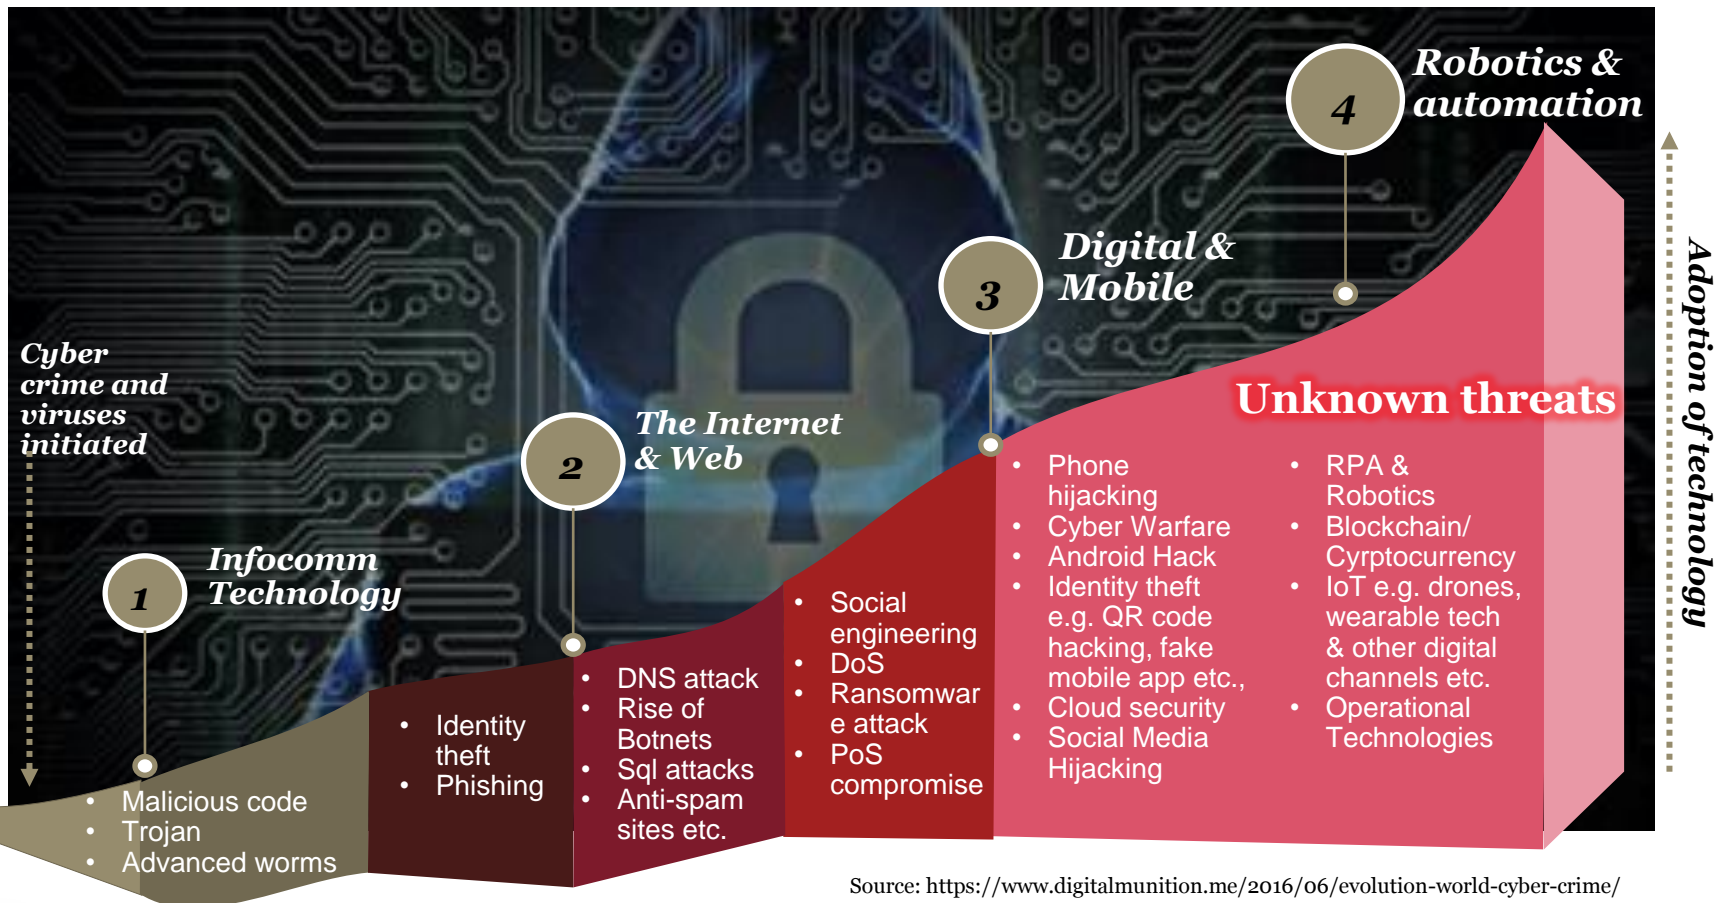 Cyber
crime and
viruses
initiated
1
Infocomm
Technology
2
The Internet
& Web
3
Digital &
Mobile
4
Robotics &
automation
Adoption of technology
Unknown threats
• Malicious code
• Trojan
• Advanced worms
• Identity
theft
• Phishing
• DNS attack
• Rise of
Botnets
• Sql attacks
• Anti-spam
sites etc.
• Social
engineering
• DoS
• Ransomwar
e attack
• PoS
compromise
• Phone
hijacking
• Cyber Warfare
• Android Hack
• Identity theft
e.g. QR code
hacking, fake
mobile app etc.,
• Cloud security
• Social Media
Hijacking
• RPA &
Robotics
• Blockchain/
Cyrptocurrency
• IoT e.g. drones,
wearable tech
& other digital
channels etc.
• Operational
Technologies
Source: https://www.digitalmunition.me/2016/06/evolution-world-cyber-crime/